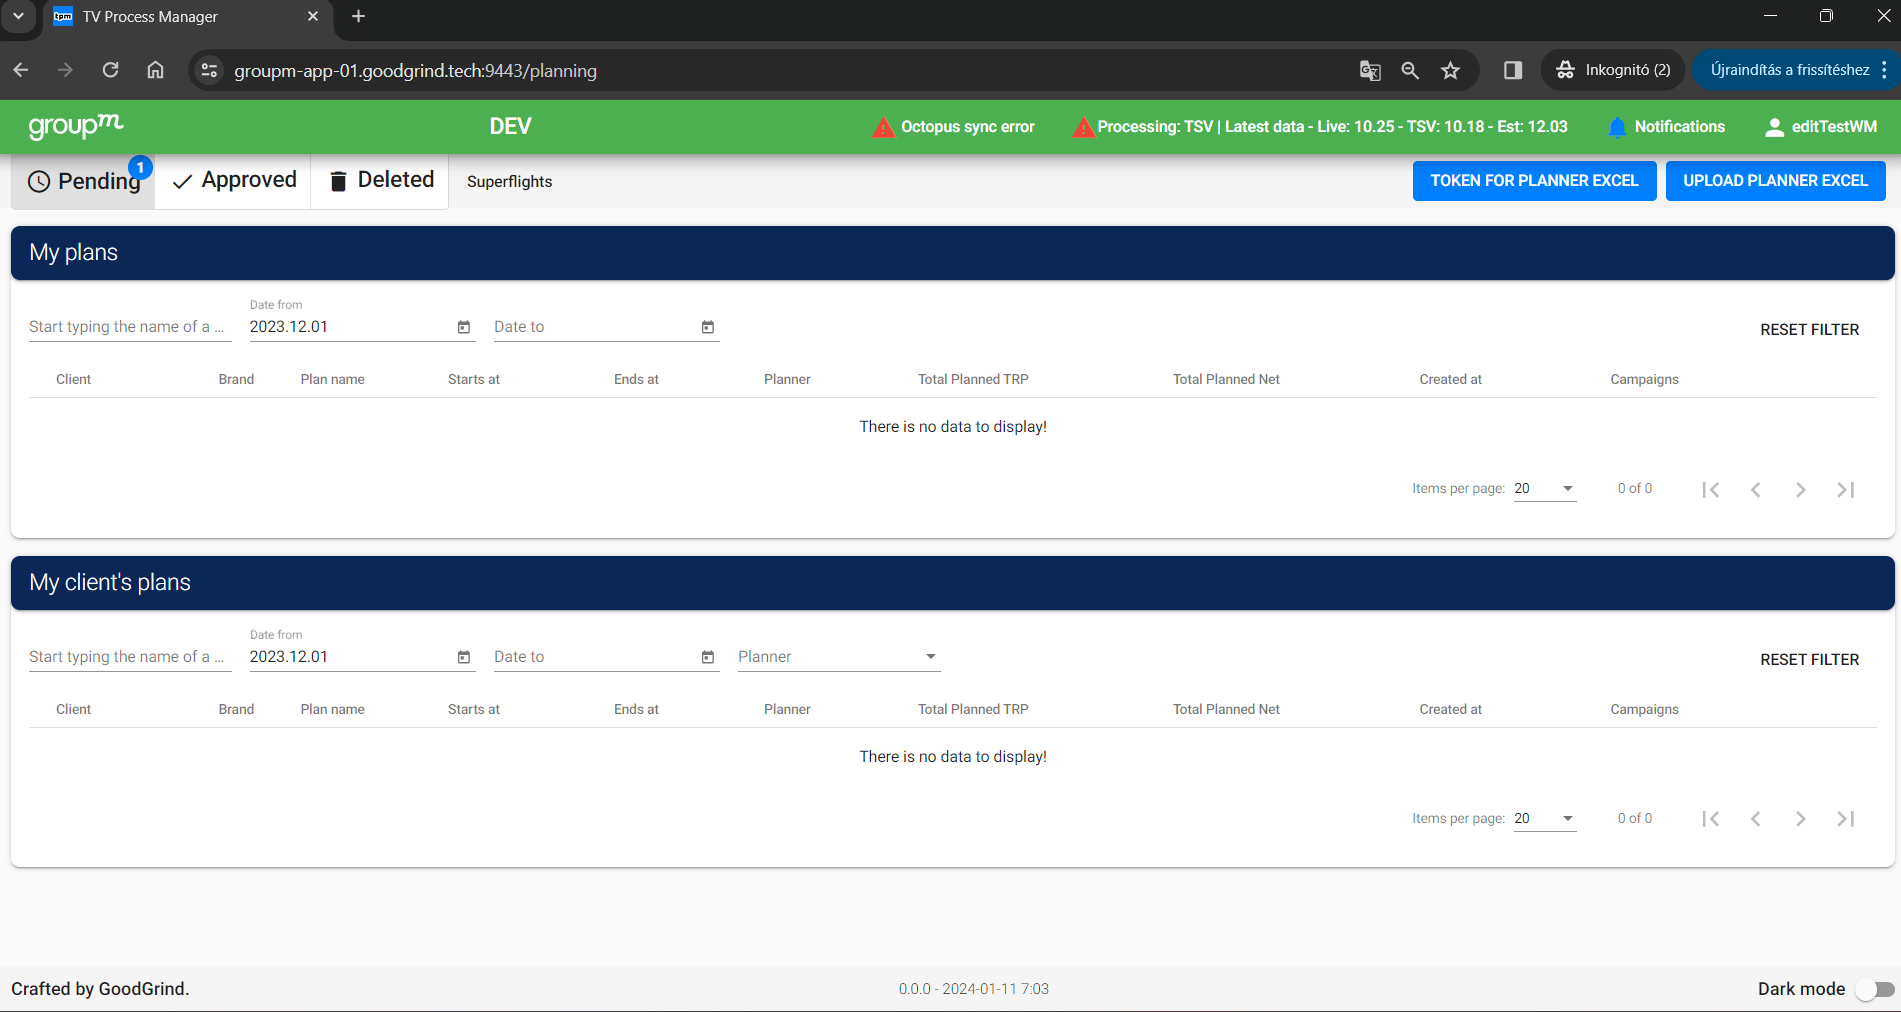 tpm TV Process Manager
groupm-app-01.goodgrind.tech:9443/planning Inkognitó (2) Újraindítás a frissítéshez
groupm DEV Octopus sync error Processing: TSV | Latest data - Live: 10.25 - TSV: 10.18 - Est: 12.03 Notifications editTestWM
Pending 1 Approved Deleted Superflights TOKEN FOR PLANNER EXCEL UPLOAD PLANNER EXCEL
My plans
Date from
Start typing the name of a ... 2023.12.01 Date to RESET FILTER
Client Brand Plan name Starts at Ends at Planner Total Planned TRP Total Planned Net Created at Campaigns
There is no data to display!
Items per page: 20 0 of 0
My client's plans
Date from
Start typing the name of a ... 2023.12.01 Date to Planner RESET FILTER
Client Brand Plan name Starts at Ends at Planner Total Planned TRP Total Planned Net Created at Campaigns
There is no data to display!
Items per page: 20 0 of 0
Crafted by GoodGrind. 0.0.0 - 2024-01-11 7:03 Dark mode